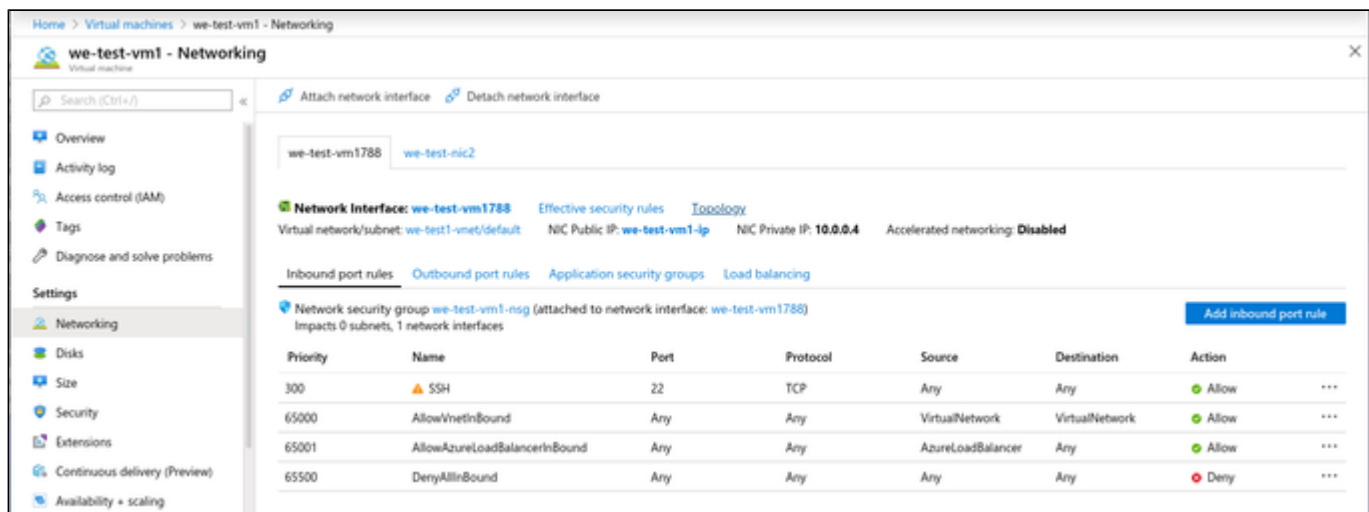 Home > Virtual machines > we-test-vm1 - Networking
we-test-vm1 - Networking
Virtual machine
Search (Ctrl+/)
Overview
Activity log
Access control (IAM)
Tags
Diagnose and solve problems
Settings
Networking
Disks
Size
Security
Extensions
Continuous delivery (Preview)
Availability + scaling
Attach network interface Detach network interface
we-test-vm1788 we-test-nic2
Network Interface: we-test-vm1788 Effective security rules Topology
Virtual network/subnet: we-test1-vnet/default NIC Public IP: we-test-vm1-ip NIC Private IP: 10.0.0.4 Accelerated networking: Disabled
Inbound port rules Outbound port rules Application security groups Load balancing
Network security group we-test-vm1-nsg (attached to network interface: we-test-vm1788)
Impacts 0 subnets, 1 network interfaces
Add inbound port rule
Priority Name Port Protocol Source Destination Action
300 SSH 22 TCP Any Any Allow ...
65000 AllowVnetInBound Any Any VirtualNetwork VirtualNetwork Allow ...
65001 AllowAzureLoadBalancerInBound Any Any AzureLoadBalancer Any Allow ...
65500 DenyAllInBound Any Any Any Any Deny ...